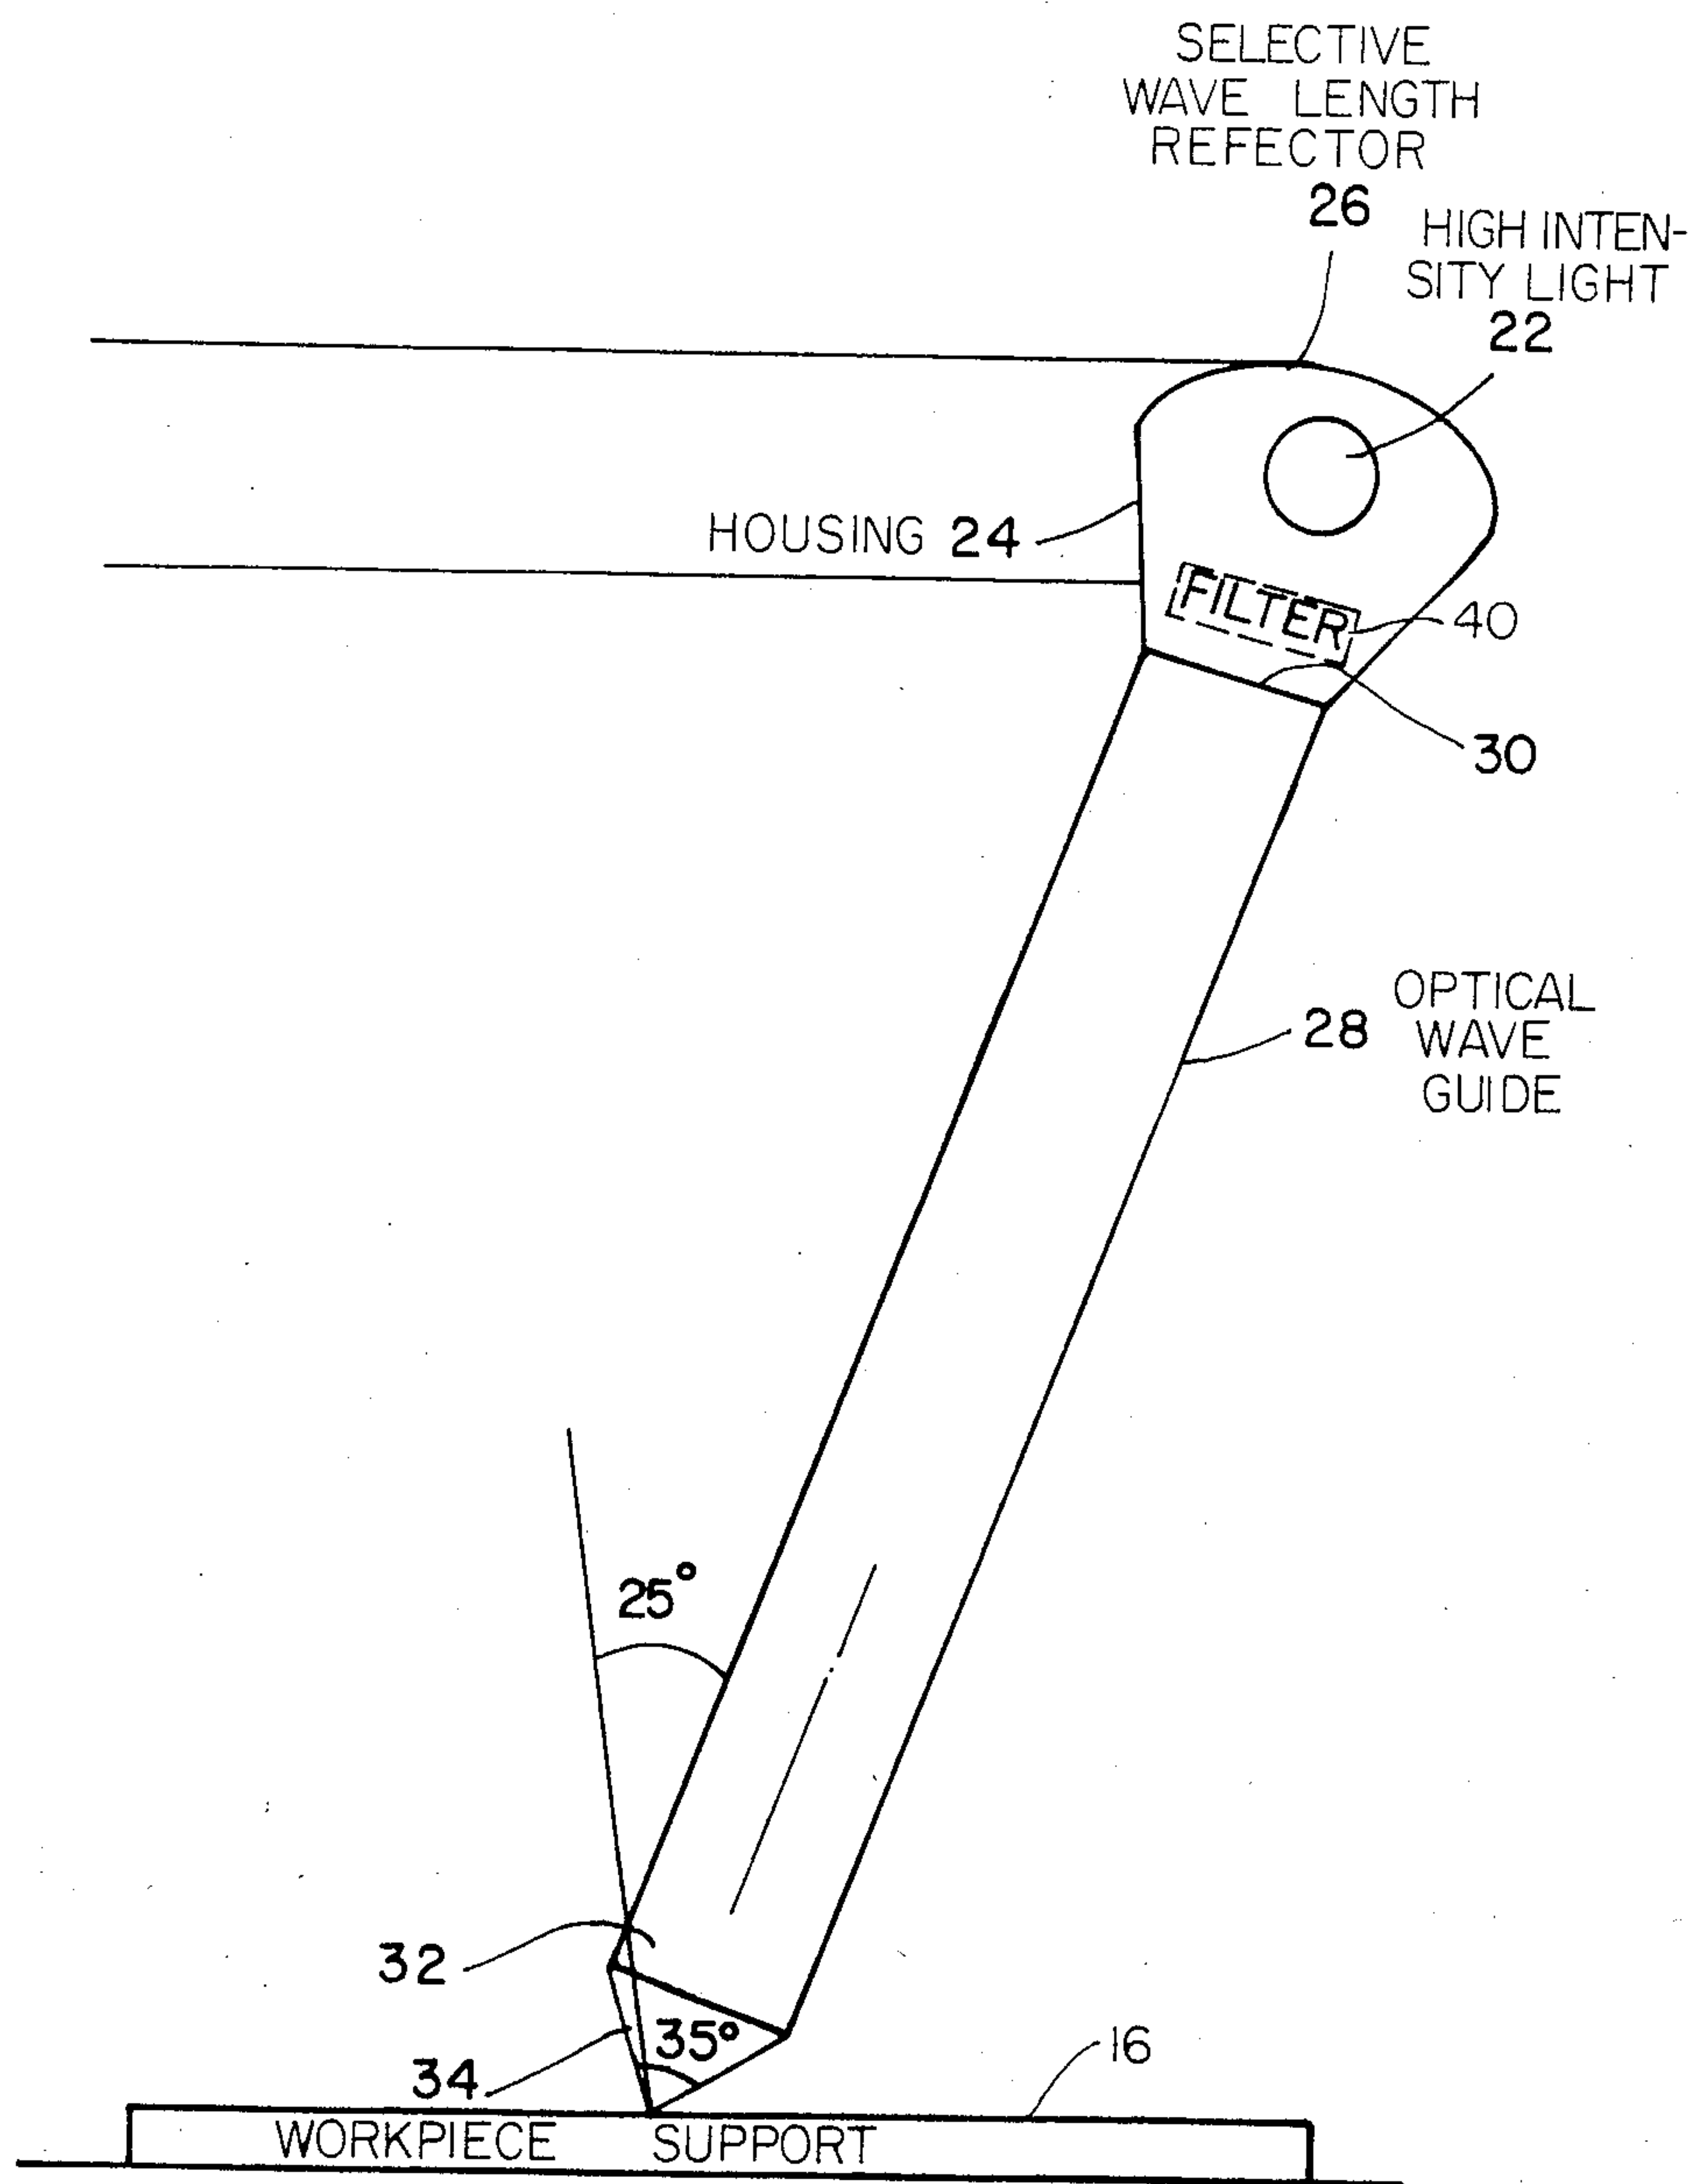 SELECTIVE
WAVE LENGTH
REFECTOR
26
HIGH INTEN-
SITY LIGHT
22
HOUSING 24
FILTER
40
30
28
OPTICAL
WAVE
GUIDE
25°
32
35°
34
16
WORKPIECE SUPPORT